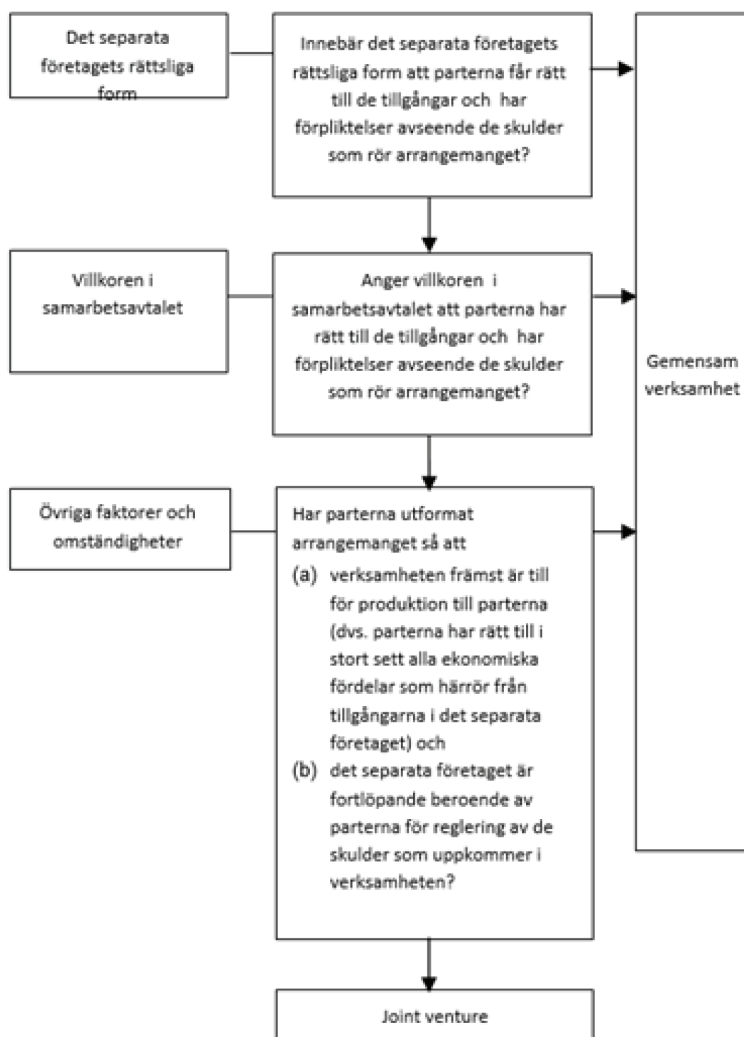 Det separata
företagets rättsliga
form
Innebär det separata företagets
rättsliga form att parterna får rätt
till de tillgångar och har
förpliktelser avseende de skulder
som rör arrangemanget?
Villkoren i
samarbetsavtalet
Anger villkoren i
samarbetsavtalet att parterna har
rätt till de tillgångar och har
förpliktelser avseende de skulder
som rör arrangemanget?
Gemensam
verksamhet
Övriga faktorer och
omständigheter
Har parterna utformat
arrangemanget så att
(a) verksamheten främst är till
för produktion till parterna
(dvs. parterna har rätt till i
stort sett alla ekonomiska
fördelar som härrör från
tillgångarna i det separata
företaget) och
(b) det separata företaget är
fortlöpande beroende av
parterna för reglering av de
skulder som uppkommer i
verksamheten?
Joint venture